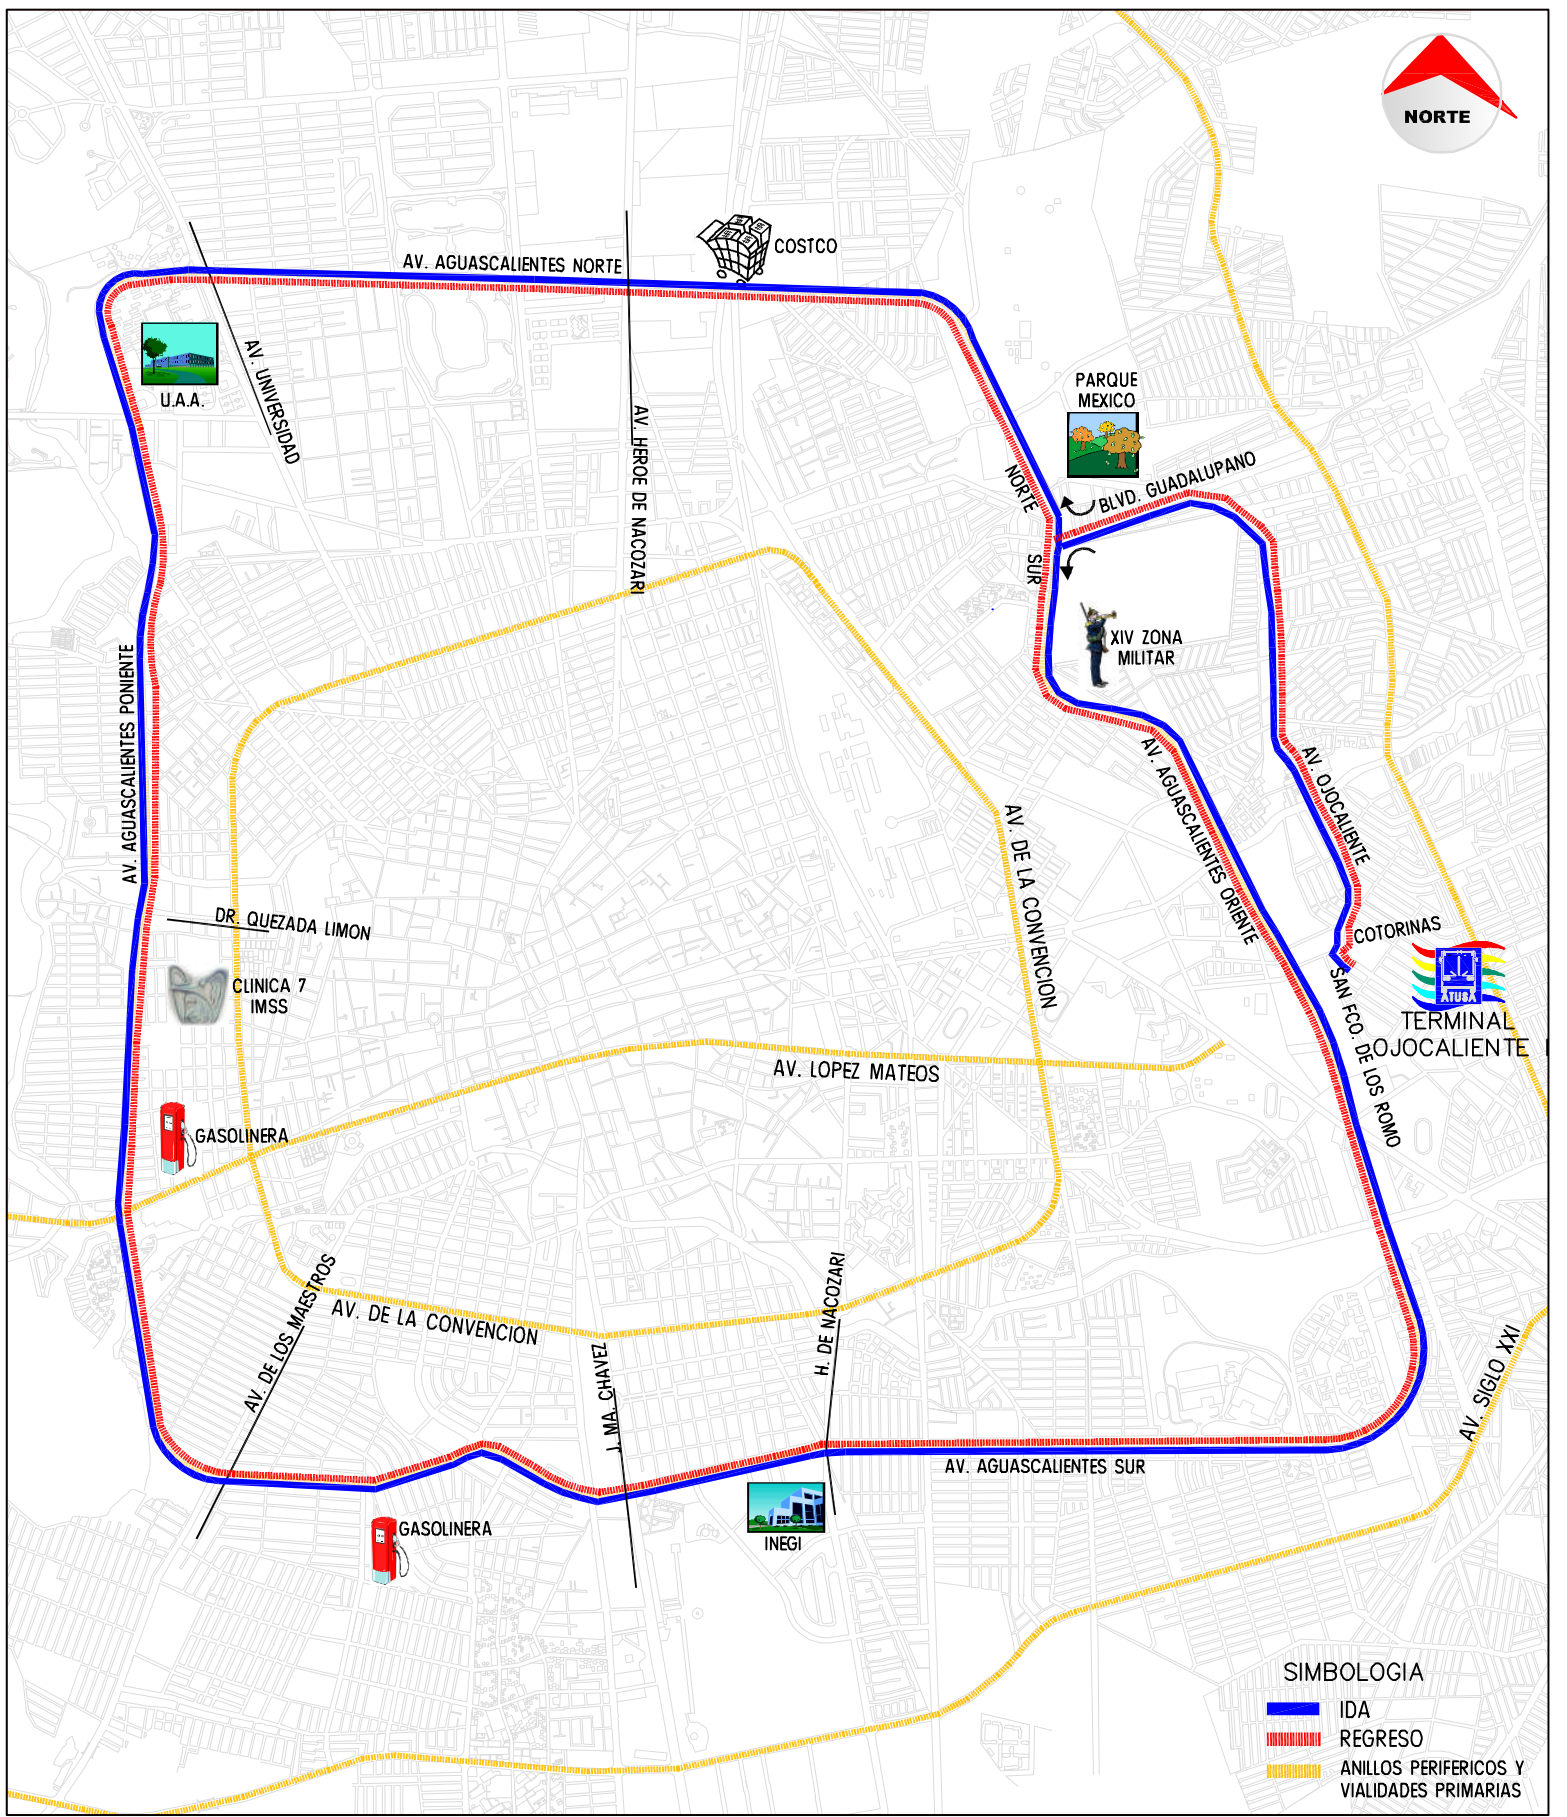 NORTE
COSTCO
AV. AGUASCALIENTES NORTE
AV. UNIVERSIDAD
U.A.A.
PARQUE
MEXICO
AV. HEROE DE NACOZARI
NORTE
BLVD. GUADALUPANO
SUR
XIV ZONA
MILITAR
AV. AGUASCALIENTES PONIENTE
AV. AGUASCALIENTES ORIENTE
AV. OJOCALIENTE
AV. DE LA CONVENCION
DR. QUEZADA LIMON
COTORINAS
CLINICA 7
IMSS
ATUSA
TERMINAL
OJOCALIENTE I
SAN FCO. DE LOS ROMO
AV. LOPEZ MATEOS
GASOLINERA
AV. DE LOS MAESTROS
AV. DE LA CONVENCION
J. MA. CHAVEZ
H. DE NACOZARI
AV. SIGLO XXI
AV. AGUASCALIENTES SUR
GASOLINERA
INEGI
SIMBOLOGIA
IDA
REGRESO
ANILLOS PERIFERICOS Y
VIALIDADES PRIMARIAS